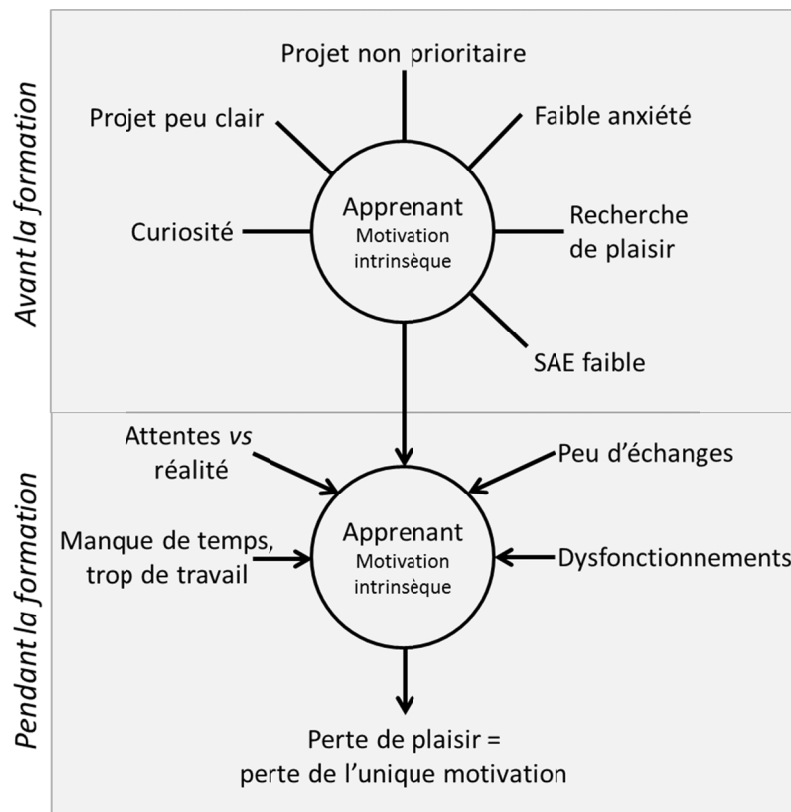 Avant la formation
Projet non prioritaire
Projet peu clair
Faible anxiété
Apprenant
Motivation
intrinsèque
Curiosité
Recherche
de plaisir
SAE faible
Pendant la formation
Attentes vs
réalité
Peu d'échanges
Manque de temps,
trop de travail
Apprenant
Motivation
intrinsèque
Dysfonctionnements
Perte de plaisir =
perte de l'unique motivation